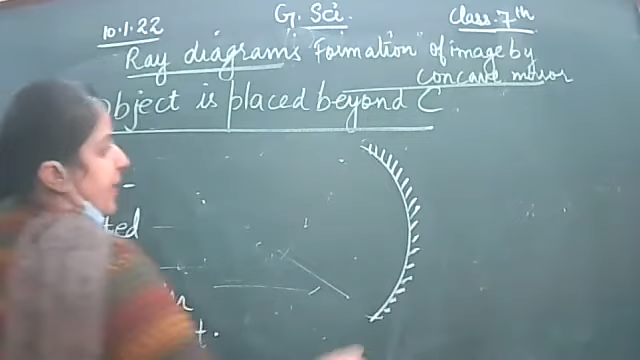 10.1.22 G. Sci. Class. 7th
Ray diagrams Formation of image by
concave mirror
object is placed beyond C